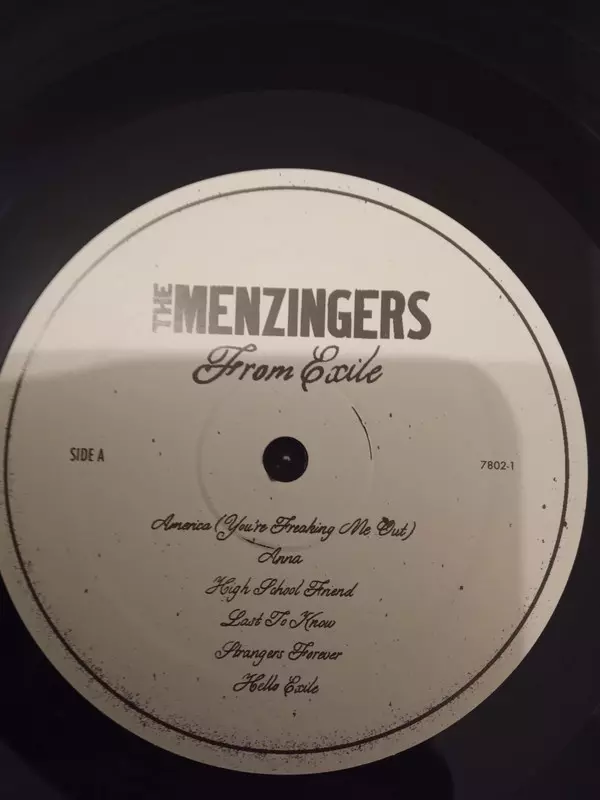 THE MENZINGERS
From Exile
SIDE A
7802-1
America (You're Freaking Me Out)
Anna
High School Friend
Last To Know
Strangers Forever
Hello Exile